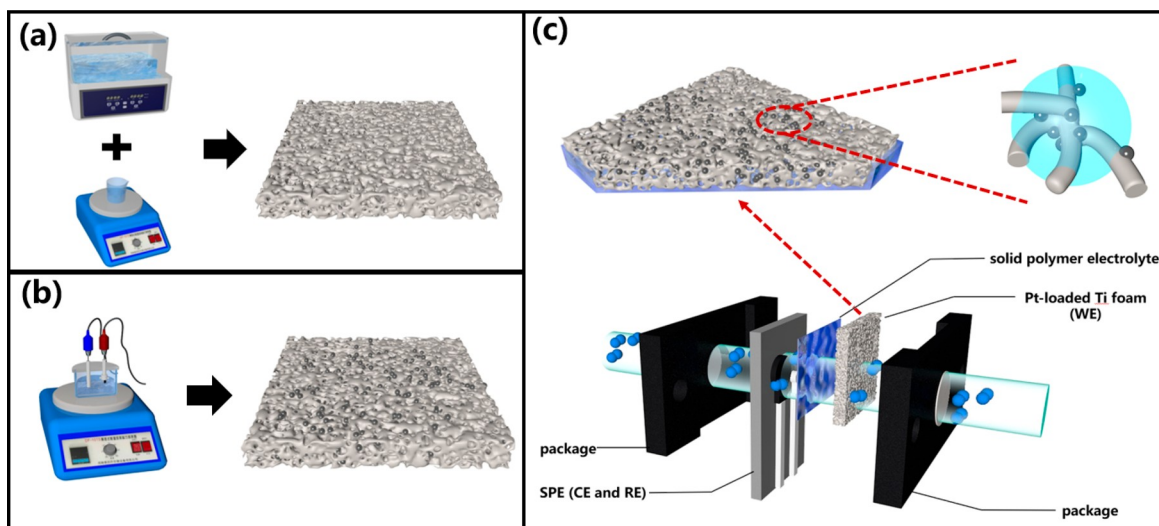 (a)
(b)
(c)
solid polymer electrolyte
Pt-loaded Ti foam
(WE)
package
SPE (CE and RE)
package